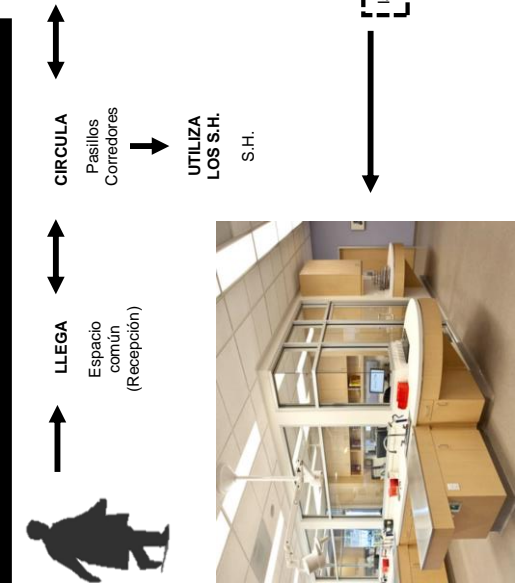 LLEGA
Espacio
común
(Recepción)
CIRCULA
Pasillos
Corredores
UTILIZA
LOS S.H.
S.H.